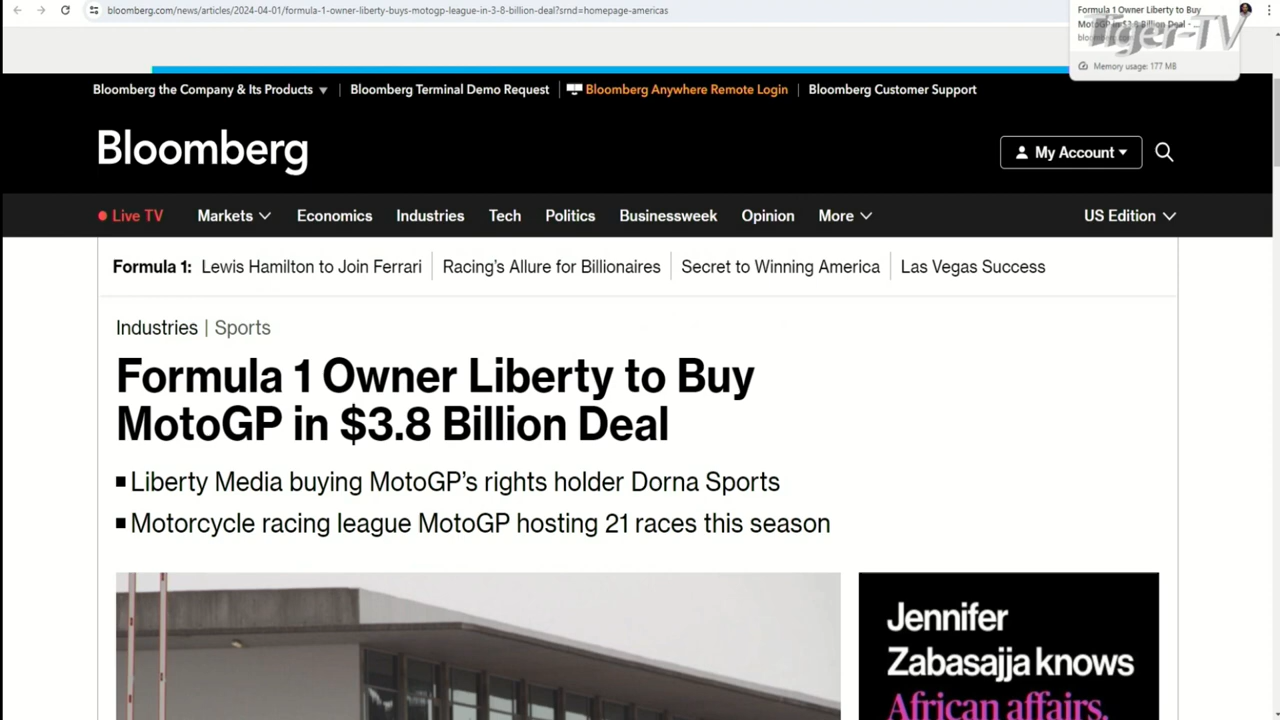 bloomberg.com/news/articles/2024-04-01/formula-1-owner-liberty-buys-motogp-league-in-3-8-billion-deal?srnd=homepage-americas
Formula 1 Owner Liberty to Buy
MotoGP in $3.8 Billion Deal - ...
Tiger-TV
Memory usage: 177 MB
Bloomberg the Company & Its Products
Bloomberg Terminal Demo Request
Bloomberg Anywhere Remote Login
Bloomberg Customer Support
Bloomberg
My Account
Live TV
Markets
Economics
Industries
Tech
Politics
Businessweek
Opinion
More
US Edition
Formula 1:
Lewis Hamilton to Join Ferrari
Racing's Allure for Billionaires
Secret to Winning America
Las Vegas Success
Industries | Sports
Formula 1 Owner Liberty to Buy
MotoGP in $3.8 Billion Deal
Liberty Media buying MotoGP's rights holder Dorna Sports
Motorcycle racing league MotoGP hosting 21 races this season
Jennifer
Zabasajja knows
African affairs.